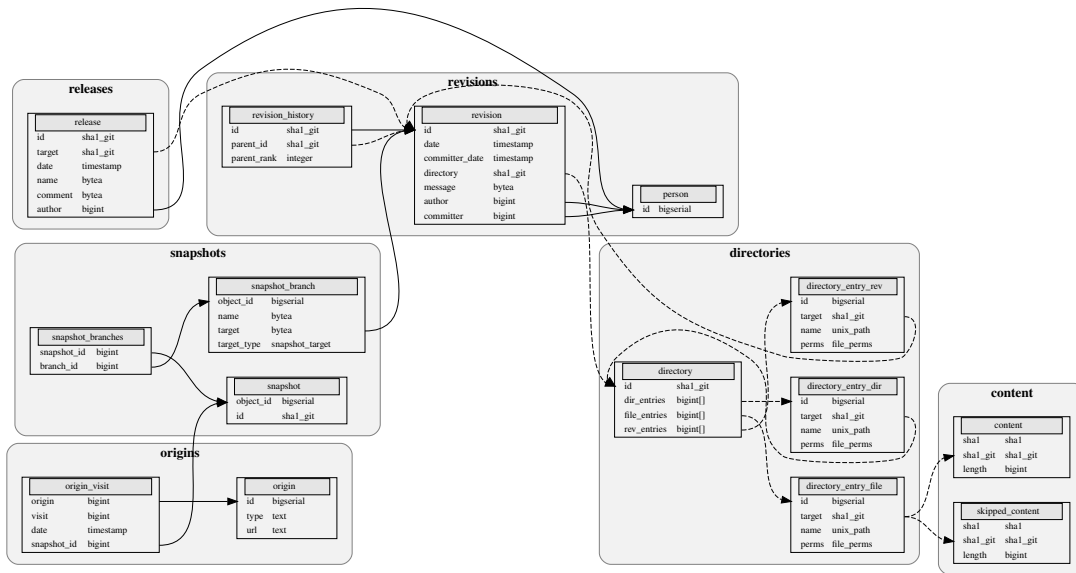 releases
release
id sha1_git
target sha1_git
date timestamp
name bytea
comment bytea
author bigint
revisions
revision_history
id sha1_git
parent_id sha1_git
parent_rank integer
revision
id sha1_git
date timestamp
committer_date timestamp
directory sha1_git
message bytea
author bigint
committer bigint
person
id bigserial
snapshots
snapshot_branches
snapshot_id bigint
branch_id bigint
snapshot_branch
object_id bigserial
name bytea
target bytea
target_type snapshot_target
snapshot
object_id bigserial
id sha1_git
origins
origin_visit
origin bigint
visit bigint
date timestamp
snapshot_id bigint
origin
id bigserial
type text
url text
directories
directory
id sha1_git
dir_entries bigint[]
file_entries bigint[]
rev_entries bigint[]
directory_entry_rev
id bigserial
target sha1_git
name unix_path
perms file_perms
directory_entry_dir
id bigserial
target sha1_git
name unix_path
perms file_perms
directory_entry_file
id bigserial
target sha1_git
name unix_path
perms file_perms
content
content
sha1 sha1
sha1_git sha1_git
length bigint
skipped_content
sha1 sha1
sha1_git sha1_git
length bigint